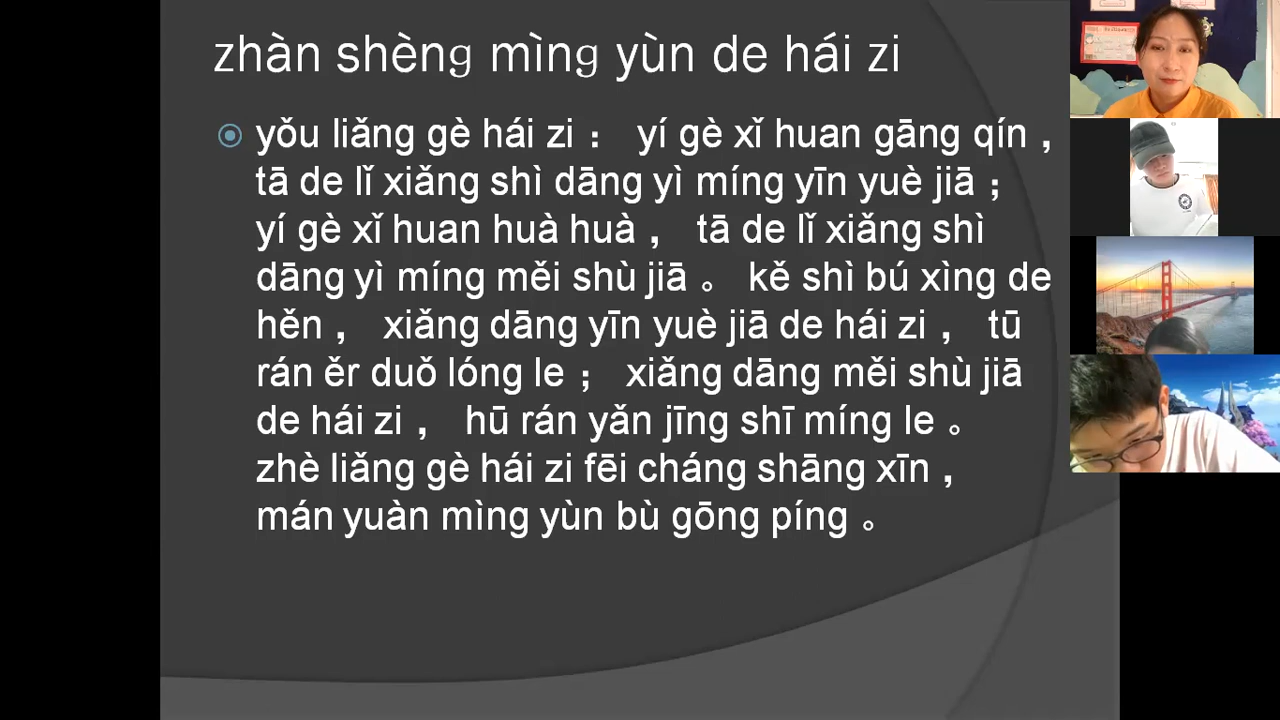 zhàn shèng mìng yùn de hái zi
yǒu liǎng gè hái zi ： yí gè xǐ huan gāng qín ，
tā de lǐ xiǎng shì dāng yì míng yīn yuè jiā ；
yí gè xǐ huan huà huà ， tā de lǐ xiǎng shì
dāng yì míng měi shù jiā 。 kě shì bú xìng de
hěn ， xiǎng dāng yīn yuè jiā de hái zi ， tū
rán ěr duǒ lóng le ； xiǎng dāng měi shù jiā
de hái zi ， hū rán yǎn jīng shī míng le 。
zhè liǎng gè hái zi fēi cháng shāng xīn ，
mán yuàn mìng yùn bù gōng píng 。